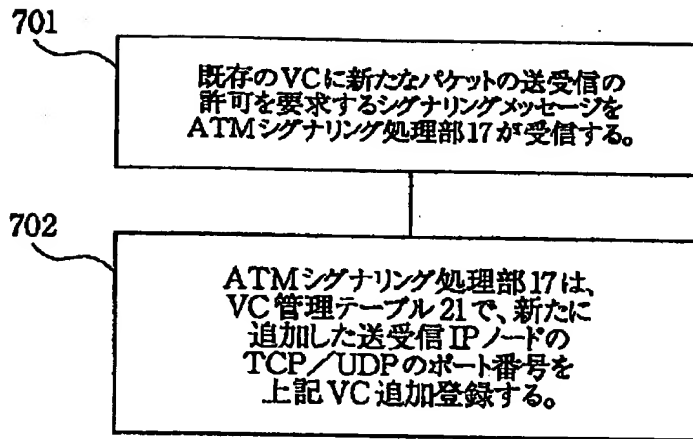 701
既存のVCに新たなパケットの送受信の
許可を要求するシグナリングメッセージを
ATMシグナリング処理部17が受信する。
702
ATMシグナリング処理部17は、
VC管理テーブル21で、新たに
追加した送受信IPノードの
TCP／UDPのポート番号を
上記VC追加登録する。